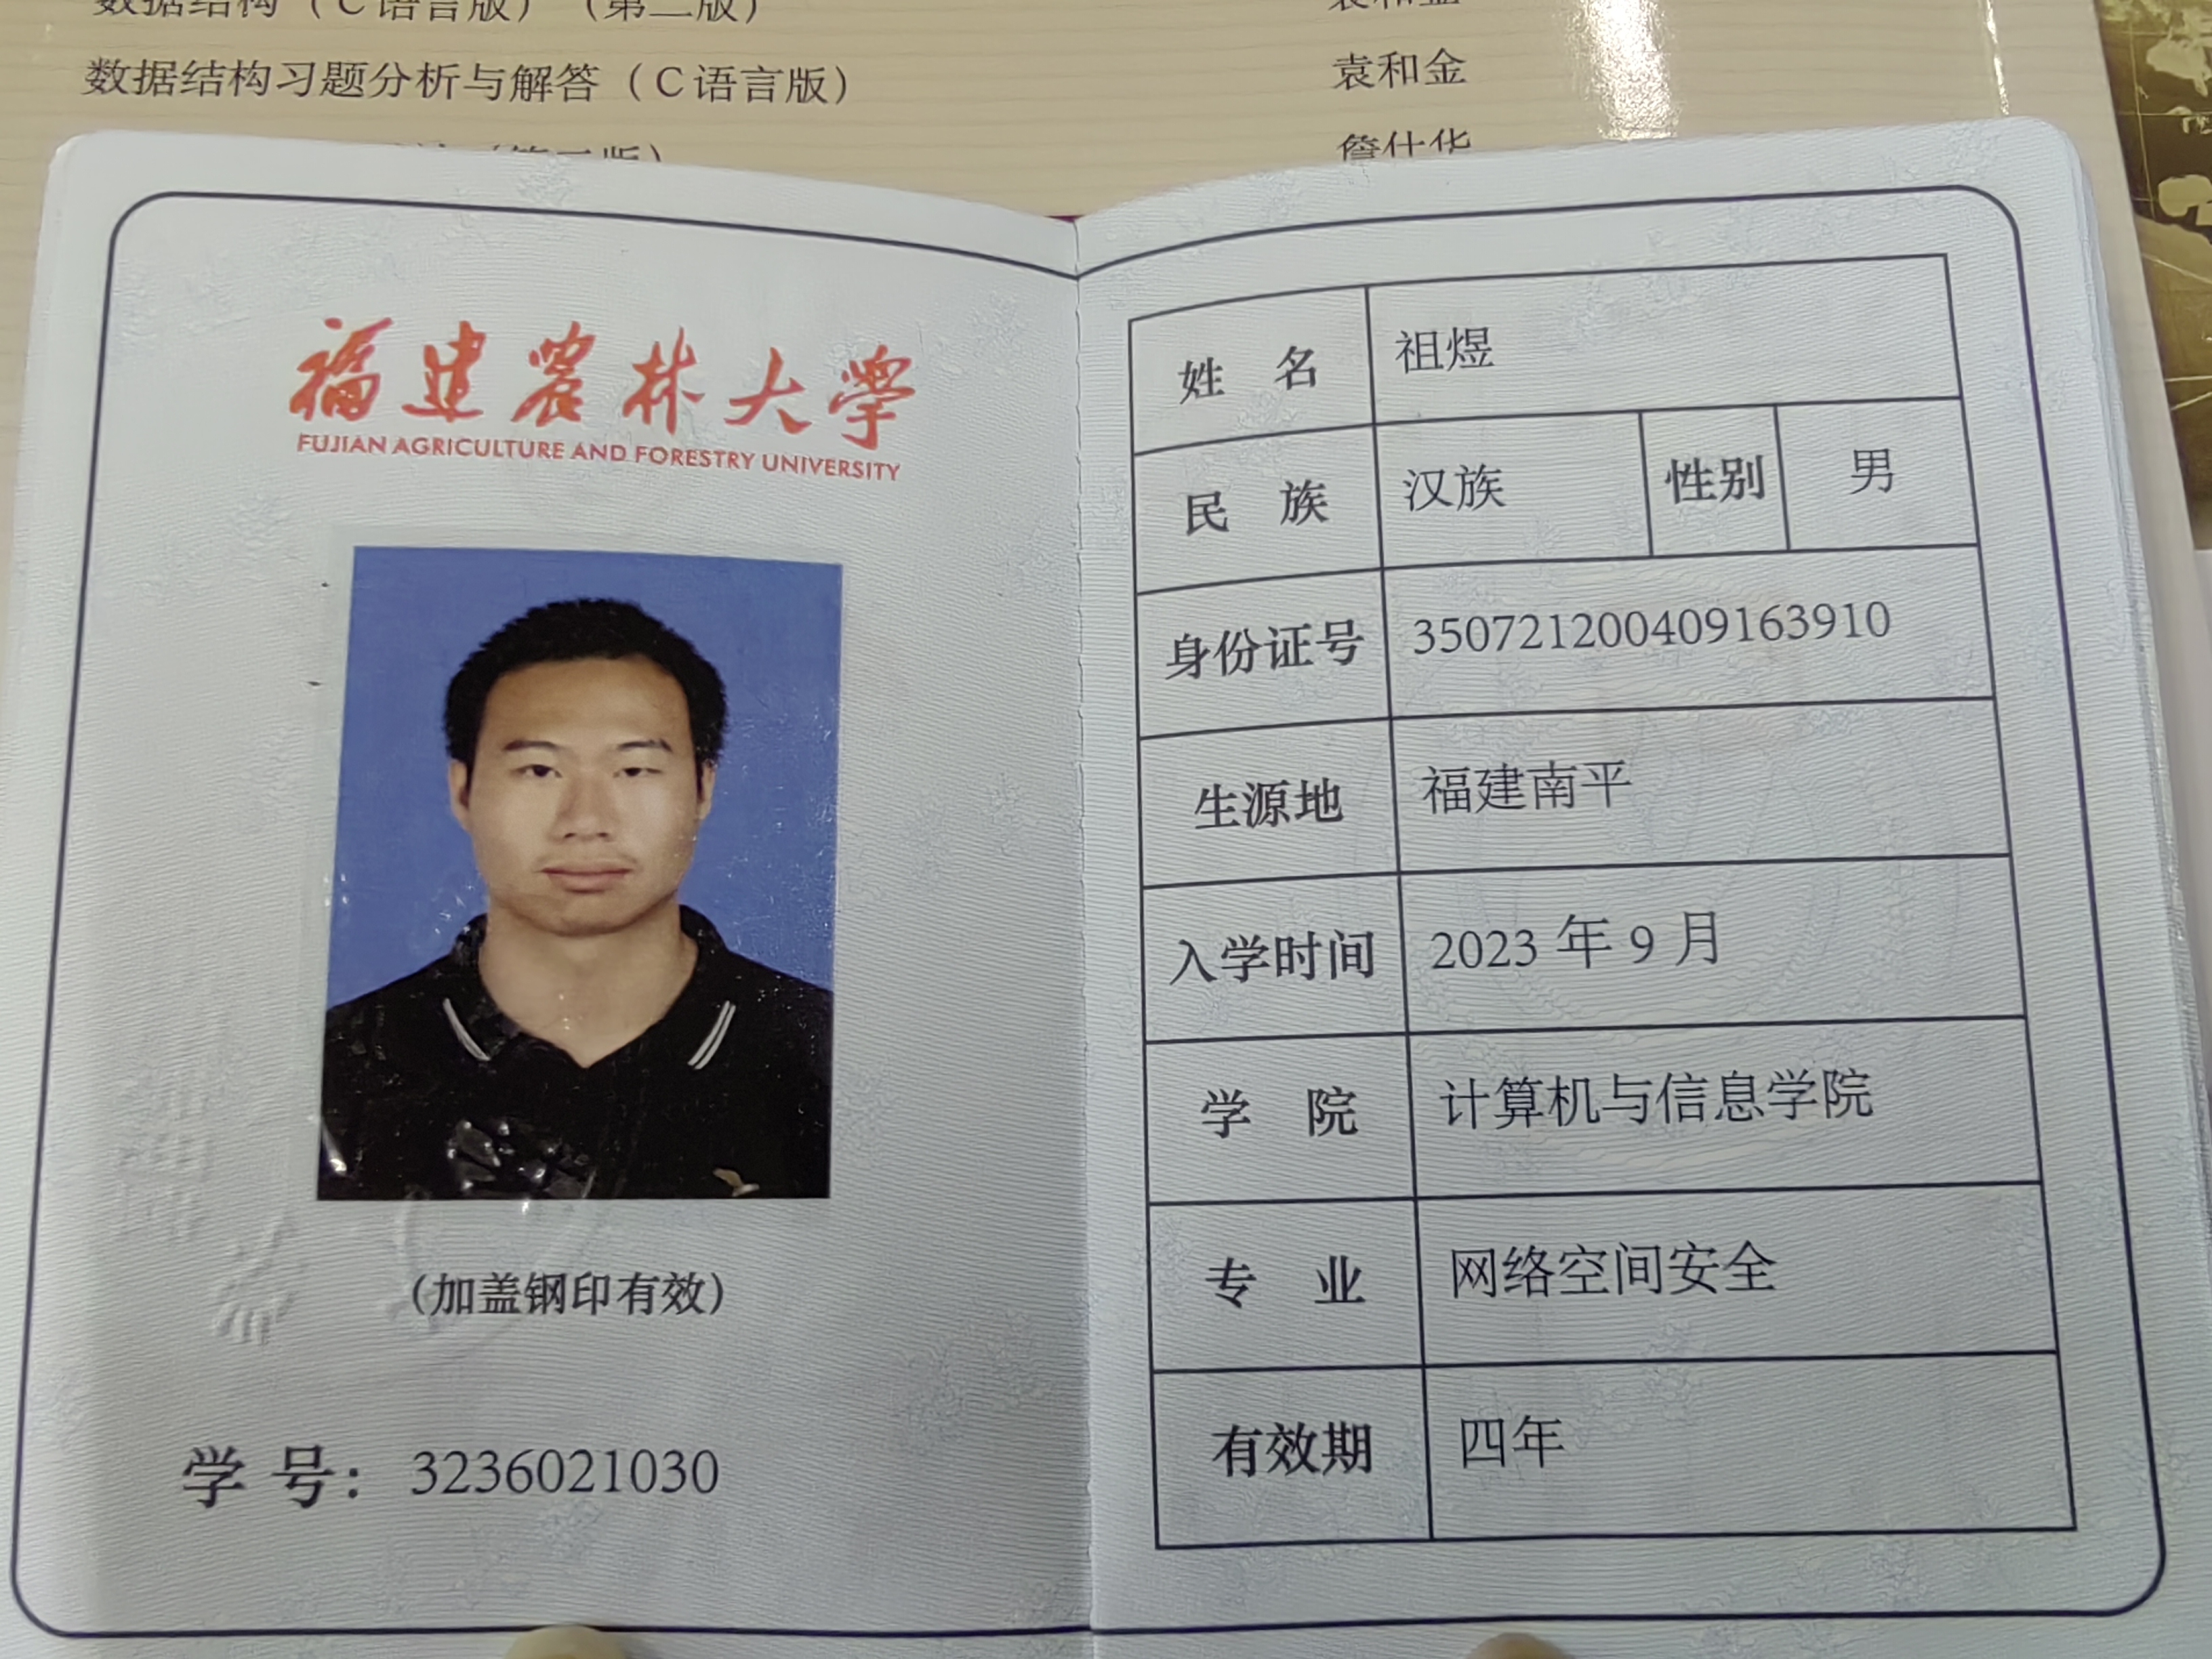 数据结构（C语言版）（第二版） 袁和金
数据结构习题分析与解答（C语言版） 袁和金
（第二版） 詹仕华
福建农林大学
FUJIAN AGRICULTURE AND FORESTRY UNIVERSITY
（加盖钢印有效）
学 号： 3236021030
姓 名 祖煜
民 族 汉族 性别 男
身份证号 350721200409163910
生源地 福建南平
入学时间 2023 年 9 月
学 院 计算机与信息学院
专 业 网络空间安全
有效期 四年